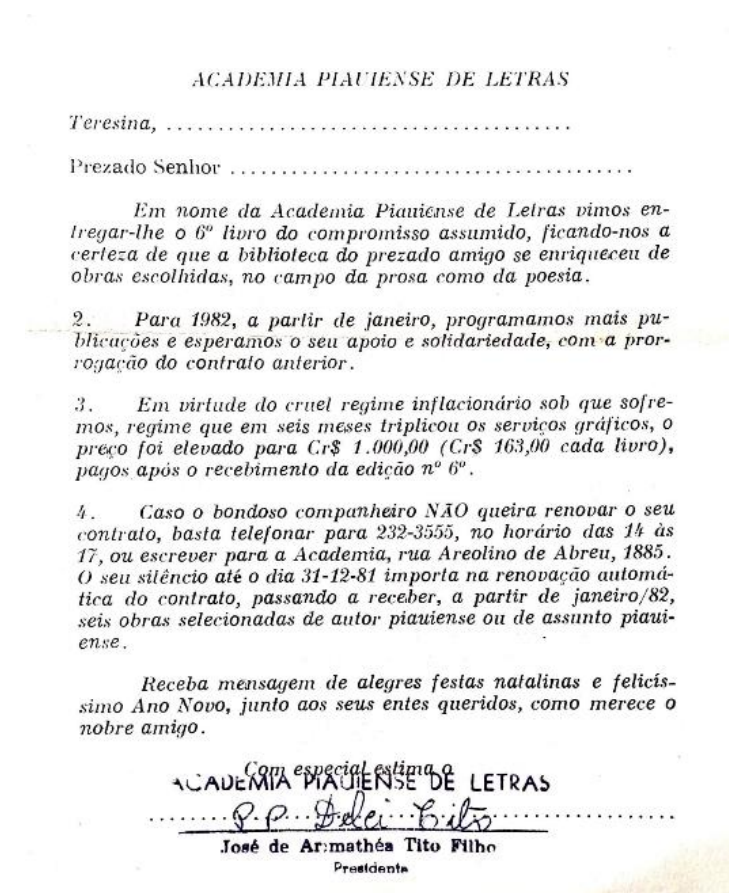 ACADEMIA PIAUIENSE DE LETRAS
Teresina, .......................................
Prezado Senhor .......................................
Em nome da Academia Piauiense de Letras vimos en-
tregar-lhe o 6º livro do compromisso assumido, ficando-nos a
certeza de que a biblioteca do prezado amigo se enriqueceu de
obras escolhidas, no campo da prosa como da poesia.
2. Para 1982, a partir de janeiro, programamos mais pu-
blicações e esperamos o seu apoio e solidariedade, com a pror-
rogação do contrato anterior.
3. Em virtude do cruel regime inflacionário sob que sofre-
mos, regime que em seis meses triplicou os serviços gráficos, o
preço foi elevado para Cr$ 1.000,00 (Cr$ 163,00 cada livro),
pagos após o recebimento da edição nº 6º.
4. Caso o bondoso companheiro NÃO queira renovar o seu
contrato, basta telefonar para 232-3555, no horário das 14 às
17, ou escrever para a Academia, rua Areolino de Abreu, 1885.
O seu silêncio até o dia 31-12-81 importa na renovação automá-
tica do contrato, passando a receber, a partir de janeiro/82,
seis obras selecionadas de autor piauiense ou de assunto piaui-
ense.
Receba mensagem de alegres festas natalinas e felicís-
simo Ano Novo, junto aos seus entes queridos, como merece o
nobre amigo.
Com especial estima o
ACADEMIA PIAUIENSE DE LETRAS
P.P. Delci Tito
José de Arimathéa Tito Filho
Presidente